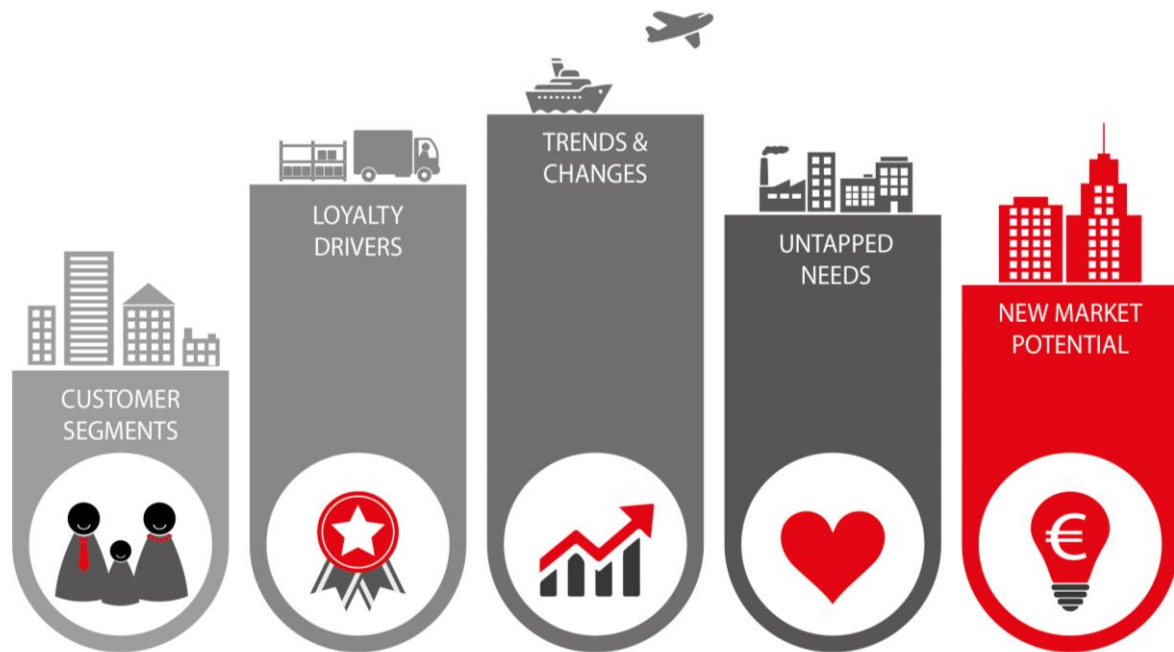 CUSTOMER
SEGMENTS
LOYALTY
DRIVERS
TRENDS &
CHANGES
UNTAPPED
NEEDS
NEW MARKET
POTENTIAL
€